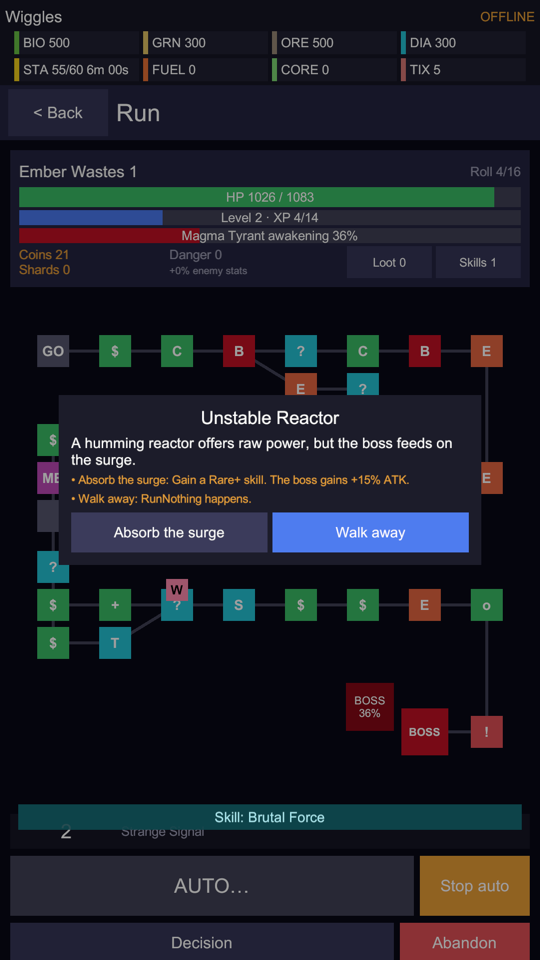 Wiggles
OFFLINE
BIO 500
GRN 300
ORE 500
DIA 300
STA 55/60 6m 00s
FUEL 0
CORE 0
TIX 5
< Back
Run
Ember Wastes 1
Roll 4/16
HP 1026 / 1083
Level 2 · XP 4/14
Magma Tyrant awakening 36%
Coins 21
Shards 0
Danger 0
+0% enemy stats
Loot 0
Skills 1
GO $ C B ? C B E
E ?
$
Unstable Reactor
A humming reactor offers raw power, but the boss feeds on
the surge.
• Absorb the surge: Gain a Rare+ skill. The boss gains +15% ATK.
• Walk away: RunNothing happens.
Absorb the surge
Walk away
E
?
W
$ + ? S $ $ E o
$ T
BOSS
36%
BOSS
!
Skill: Brutal Force
2
Strange Signal
AUTO...
Stop auto
Decision
Abandon